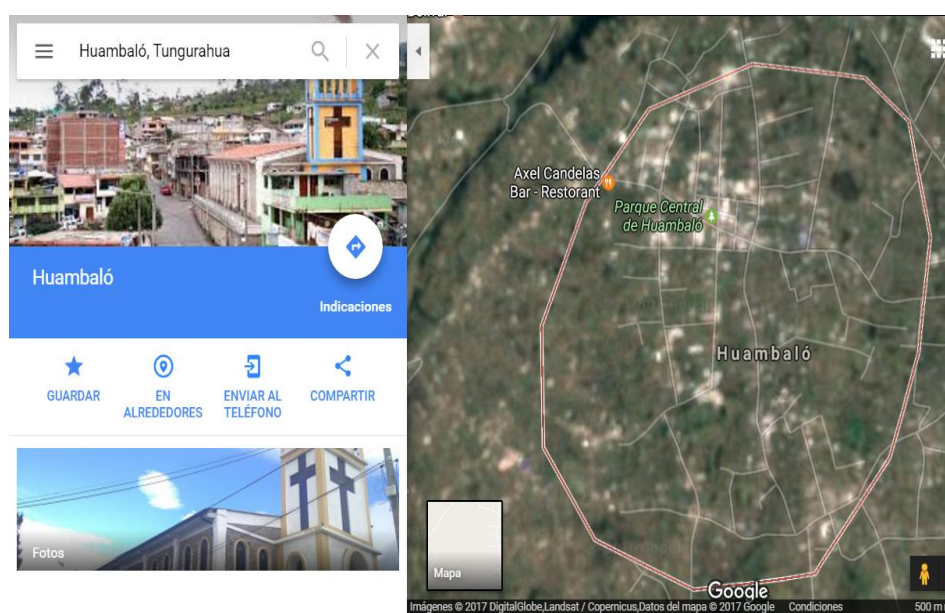 Huambaló, Tungurahua
Huambaló
Indicaciones
GUARDAR
EN
ALREDEDORES
ENVIAR AL
TELÉFONO
COMPARTIR
Fotos
Axel Candelas
Bar - Restorant
Parque Central
de Huambaló
Huambaló
Mapa
Google
Imágenes © 2017 DigitalGlobe,Landsat / Copernicus,Datos del mapa © 2017 Google Condiciones 500 m